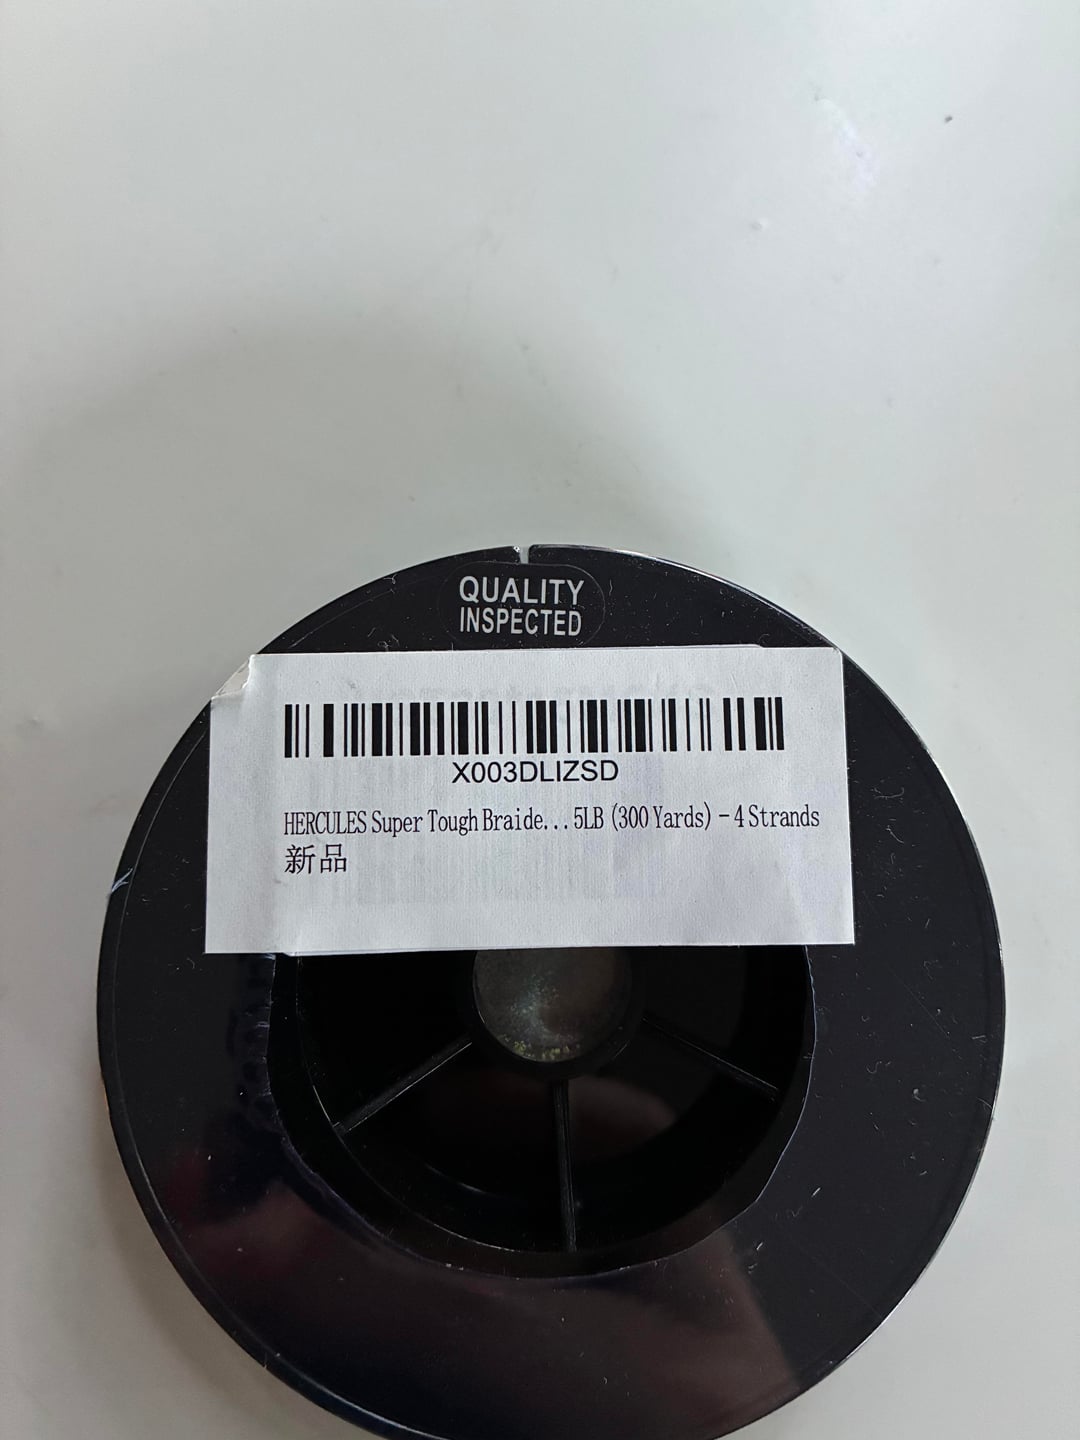 QUALITY
INSPECTED
X003DLIZSD
HERCULES Super Tough Braide...5LB (300 Yards) - 4 Strands
新品